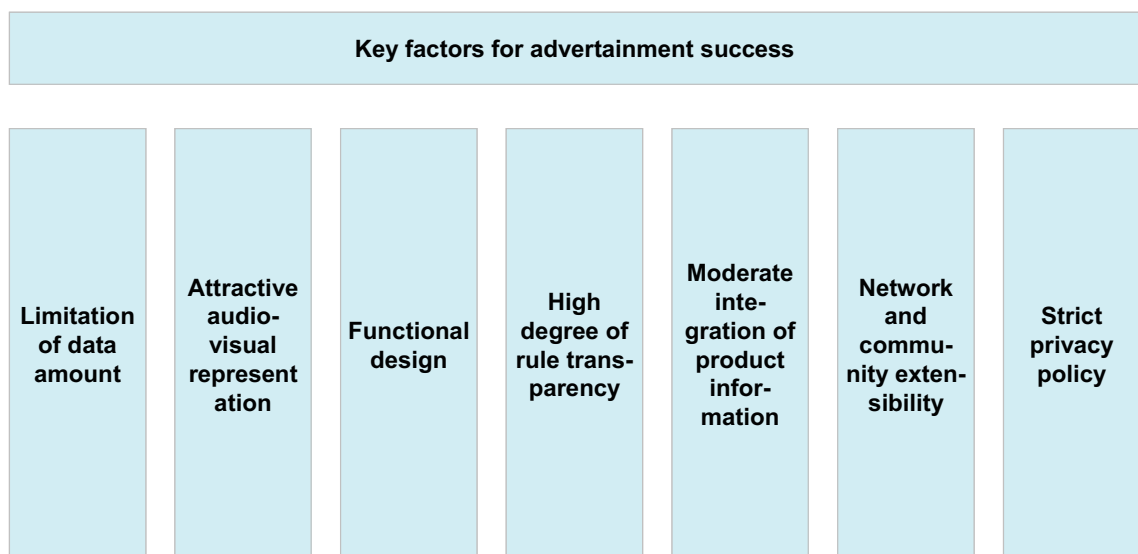 Key factors for advertainment success
Limitation
of data
amount
Attractive
audio-
visual
represent
ation
Functional
design
High
degree of
rule trans-
parency
Moderate
inte-
gration of
product
infor-
mation
Network
and
commu-
nity exten-
sibility
Strict
privacy
policy